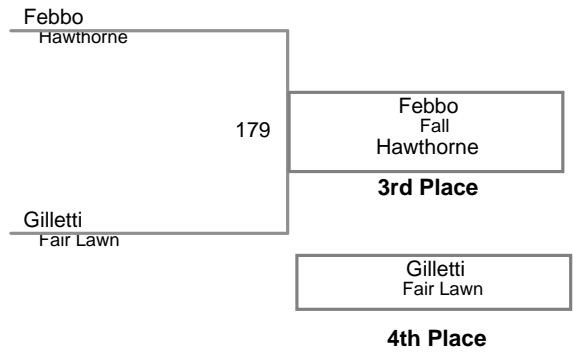 Febbo
Hawthorne
179
Febbo
Fall
Hawthorne
3rd Place
Gilletti
Fair Lawn
Gilletti
Fair Lawn
4th Place